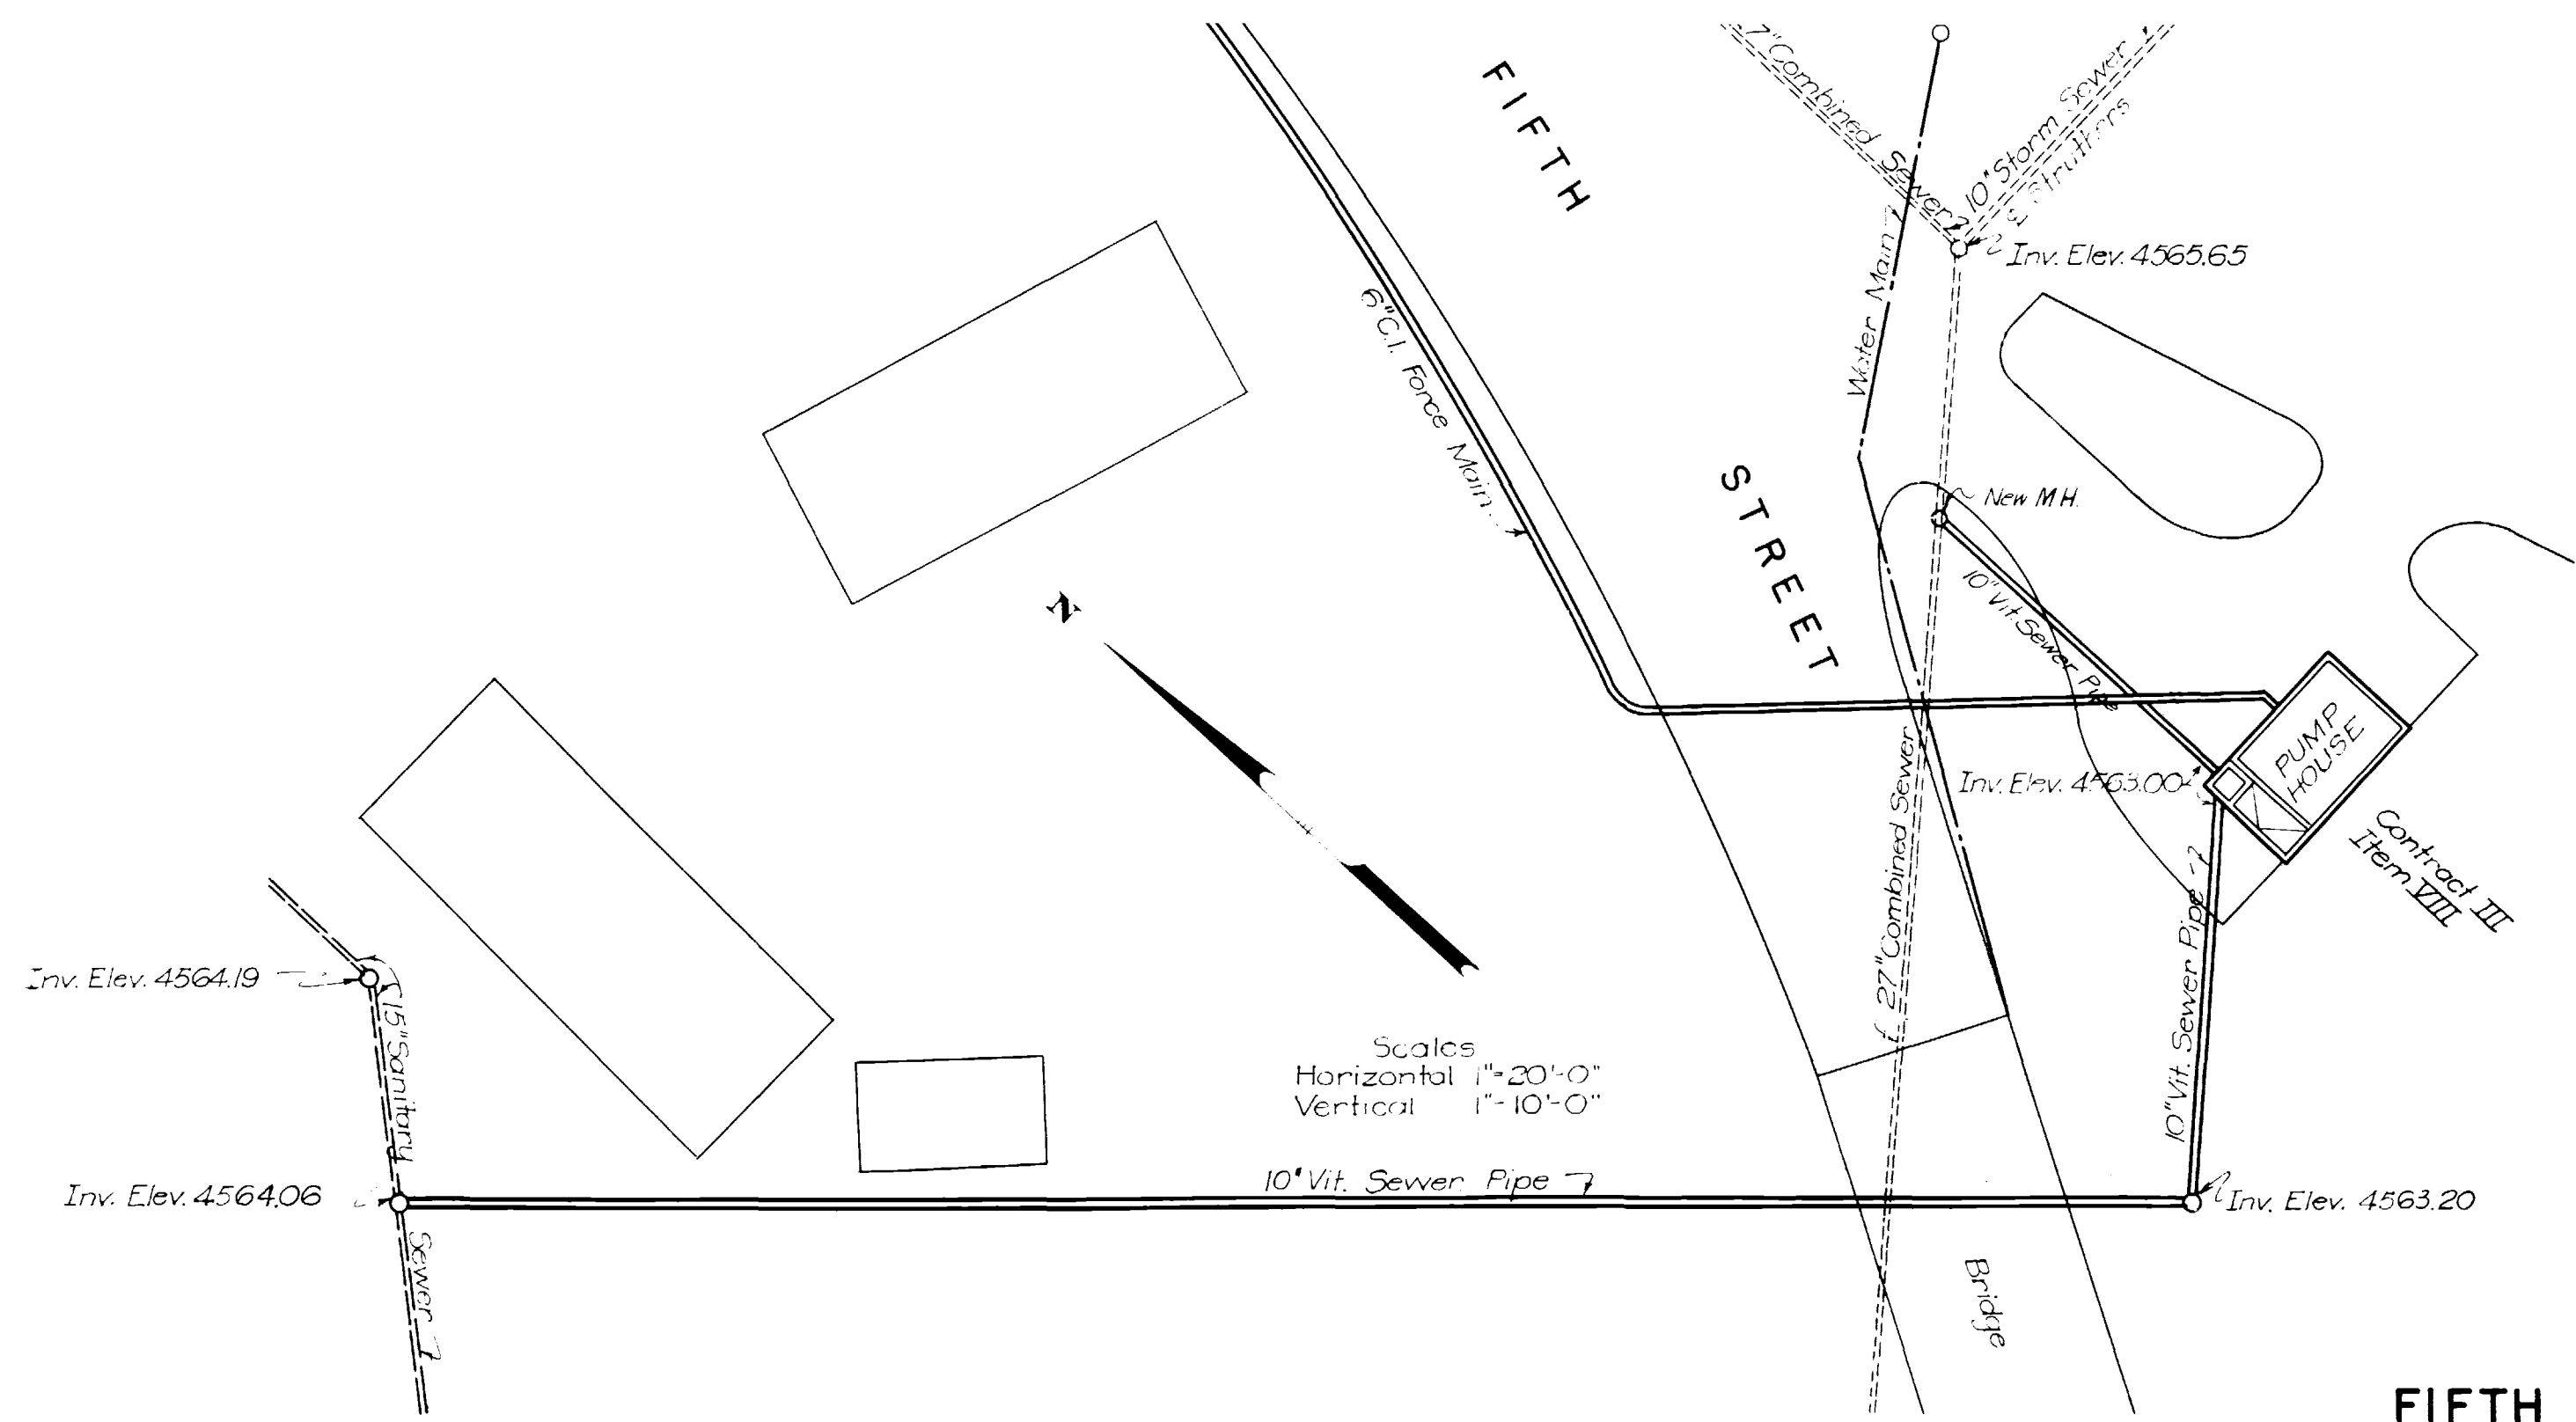 FIFTH
STREET
7" Combined Sewer
10" Storm Sewer
Struthers
Water Main
Inv. Elev. 4565.65
6" C.I. Force Main
New M.H.
10" Vit. Sewer Pipe
N
PUMP
HOUSE
Inv. Elev. 4563.00
Contract III
Item VIII
27" Combined Sewer
10" Vit. Sewer Pipe
Inv. Elev. 4564.19
15" Sanitary
Sewer
Scales
Horizontal 1"=20'-0"
Vertical 1"-10'-0"
10" Vit. Sewer Pipe
Inv. Elev. 4564.06
Inv. Elev. 4563.20
Bridge
FIFTH